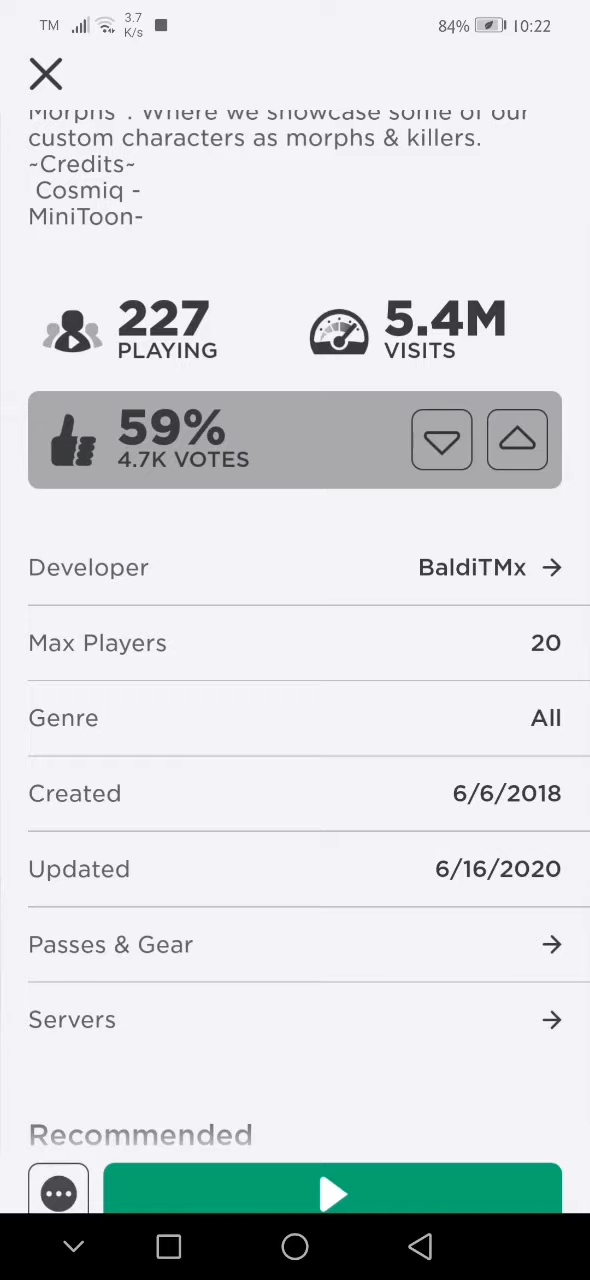 TM 3.7 K/s 84% 10:22
Morphs". Where we showcase some of our
custom characters as morphs & killers.
~Credits~
Cosmiq -
MiniToon-
227 PLAYING
5.4M VISITS
59%
4.7K VOTES
Developer BaldiTMx
Max Players 20
Genre All
Created 6/6/2018
Updated 6/16/2020
Passes & Gear
Servers
Recommended